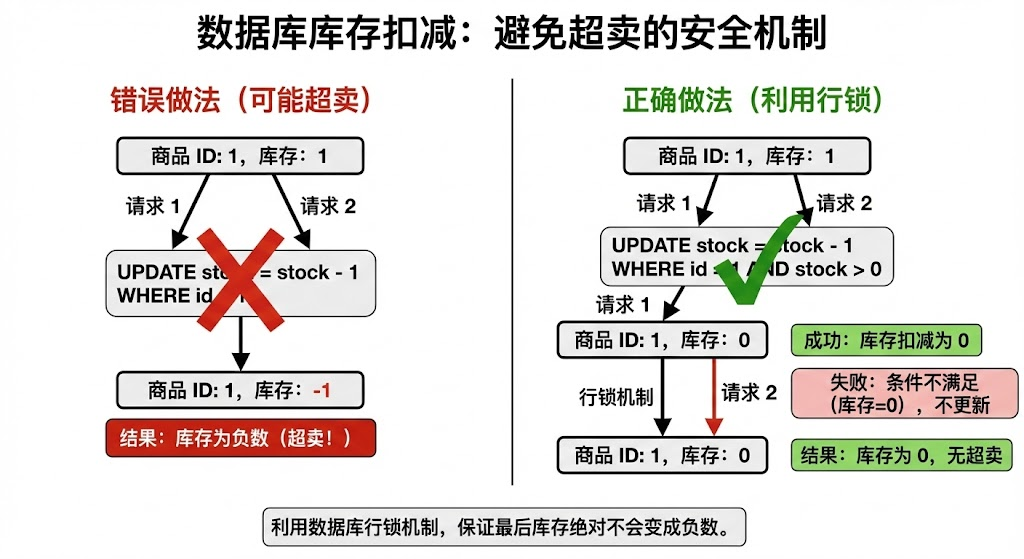 数据库库存扣减：避免超卖的安全机制
错误做法（可能超卖）
商品 ID: 1，库存：1
请求 1
请求 2
UPDATE sto = stock - 1
WHERE id
商品 ID: 1，库存：-1
结果：库存为负数（超卖！）
正确做法（利用行锁）
商品 ID: 1，库存：1
请求 1
请求 2
UPDATE stock = stock - 1
WHERE id = 1 AND stock > 0
请求 1
商品 ID: 1，库存：0
成功：库存扣减为 0
行锁机制
请求 2
失败：条件不满足
（库存=0），不更新
商品 ID: 1，库存：0
结果：库存为 0，无超卖
利用数据库行锁机制，保证最后库存绝对不会变成负数。